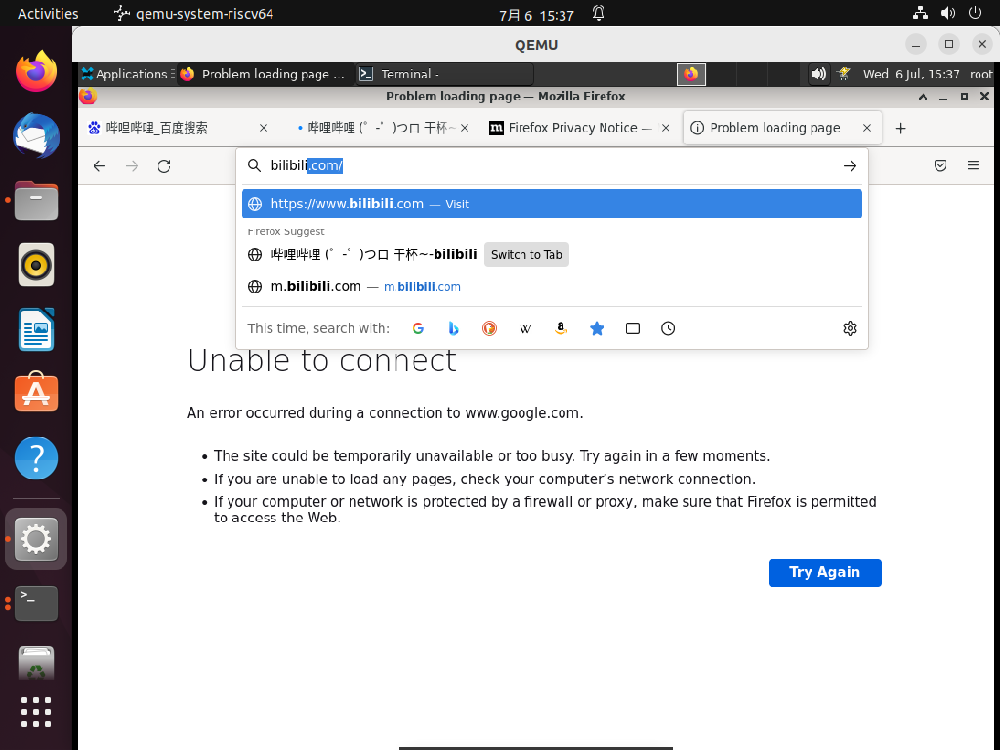 Activities qemu-system-riscv64 7月 6 15:37
QEMU
Applications Problem loading page ... Terminal - Wed 6 Jul, 15:37 root
Problem loading page — Mozilla Firefox
哔哩哔哩_百度搜索 哔哩哔哩 (゜-゜)つロ 干杯~ Firefox Privacy Notice — Problem loading page
bilibili.com/
https://www.bilibili.com — Visit
Firefox Suggest
哔哩哔哩 (゜-゜)つロ 干杯~-bilibili Switch to Tab
m.bilibili.com — m.bilibili.com
This time, search with:
Unable to connect
An error occurred during a connection to www.google.com.
• The site could be temporarily unavailable or too busy. Try again in a few moments.
• If you are unable to load any pages, check your computer's network connection.
• If your computer or network is protected by a firewall or proxy, make sure that Firefox is permitted
to access the Web.
Try Again